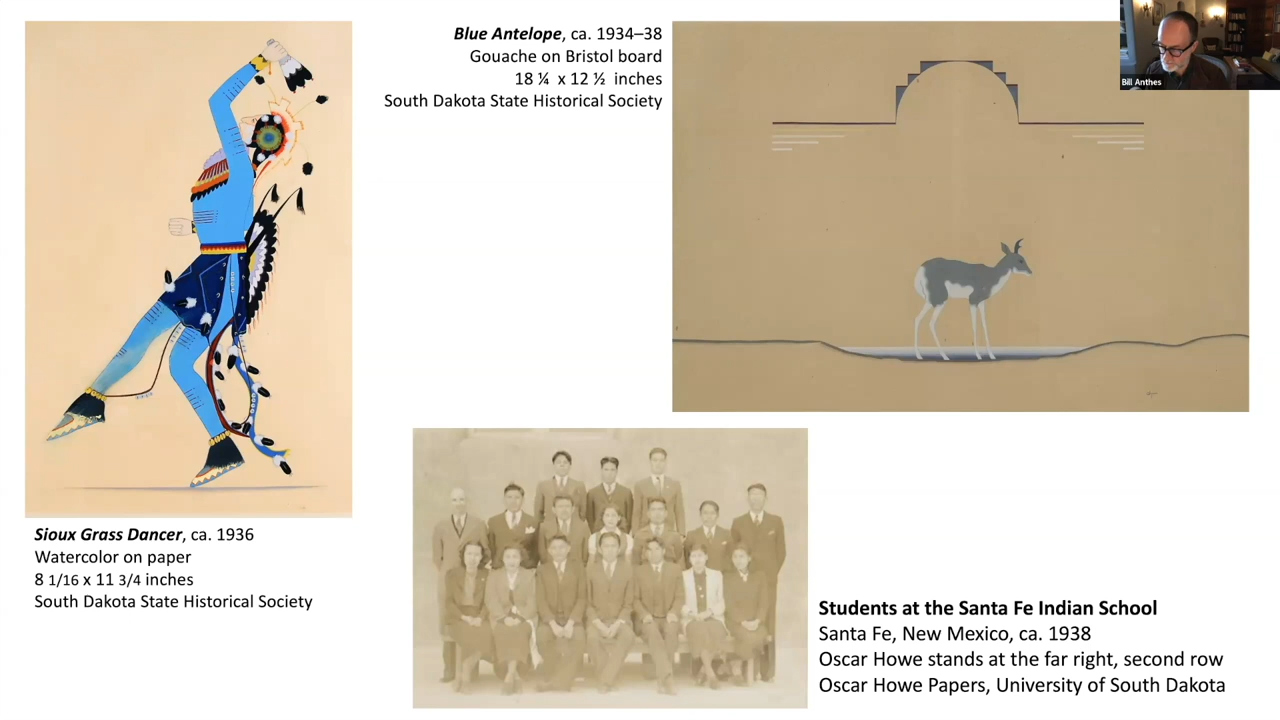 Blue Antelope, ca. 1934–38
Gouache on Bristol board
18 ¼ x 12 ½ inches
South Dakota State Historical Society
Bill Anthes
Sioux Grass Dancer, ca. 1936
Watercolor on paper
8 1/16 x 11 3/4 inches
South Dakota State Historical Society
Students at the Santa Fe Indian School
Santa Fe, New Mexico, ca. 1938
Oscar Howe stands at the far right, second row
Oscar Howe Papers, University of South Dakota